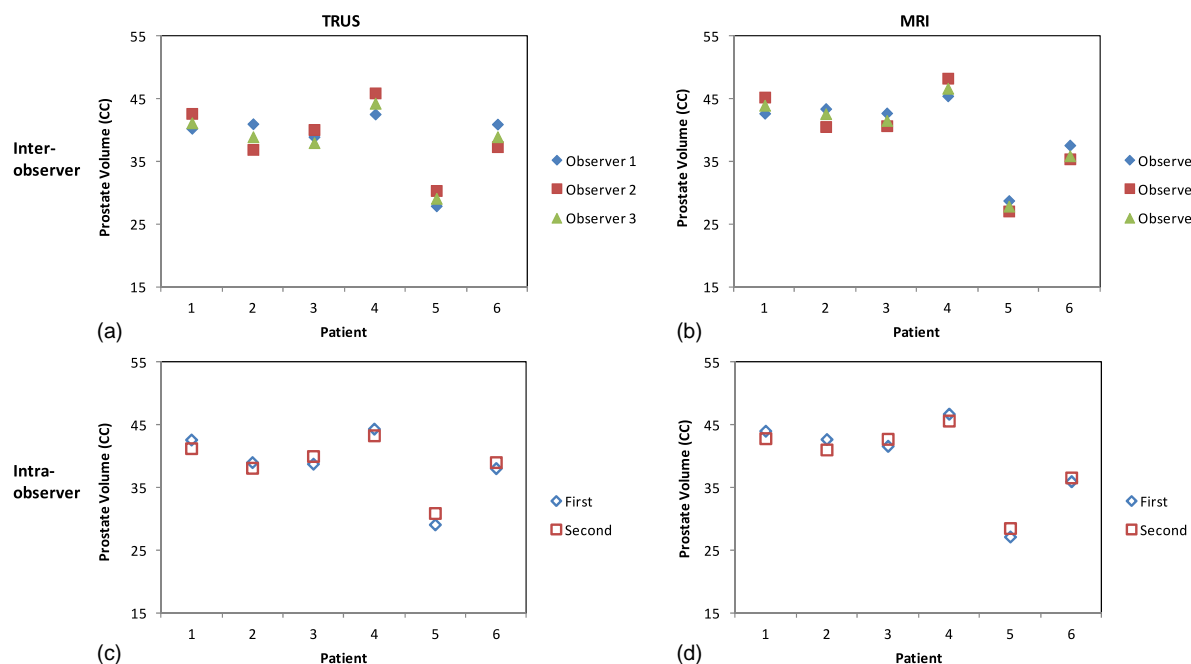 TRUS
MRI
Inter-
observer
Prostate Volume (CC)
55
45
35
25
15
1 2 3 4 5 6
Patient
Observer 1
Observer 2
Observer 3
(a)
Prostate Volume (CC)
55
45
35
25
15
1 2 3 4 5 6
Patient
Observe
Observe
Observe
(b)
Intra-
observer
Prostate Volume (CC)
55
45
35
25
15
1 2 3 4 5 6
Patient
First
Second
(c)
Prostate Volume (CC)
55
45
35
25
15
1 2 3 4 5 6
Patient
First
Second
(d)